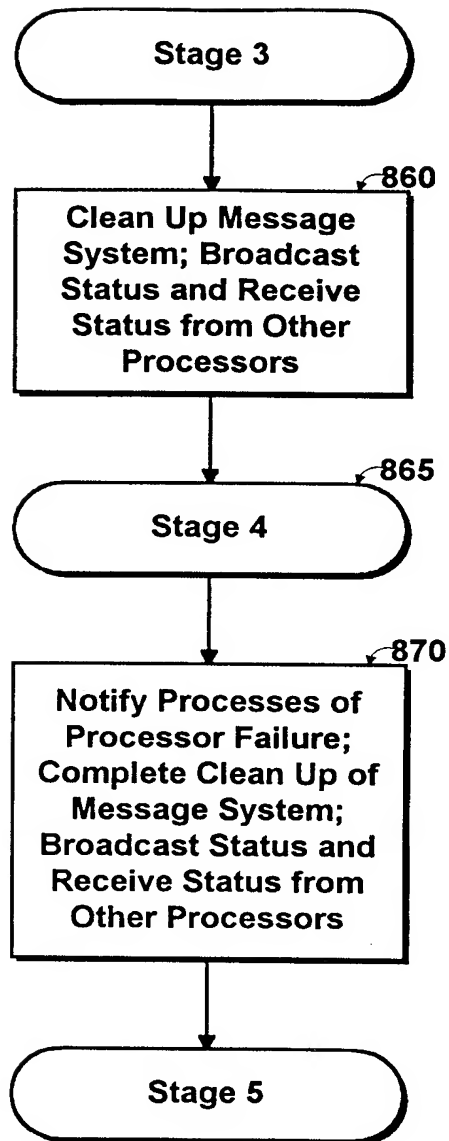 Stage 3
860
Clean Up Message
System; Broadcast
Status and Receive
Status from Other
Processors
865
Stage 4
870
Notify Processes of
Processor Failure;
Complete Clean Up of
Message System;
Broadcast Status and
Receive Status from
Other Processors
Stage 5